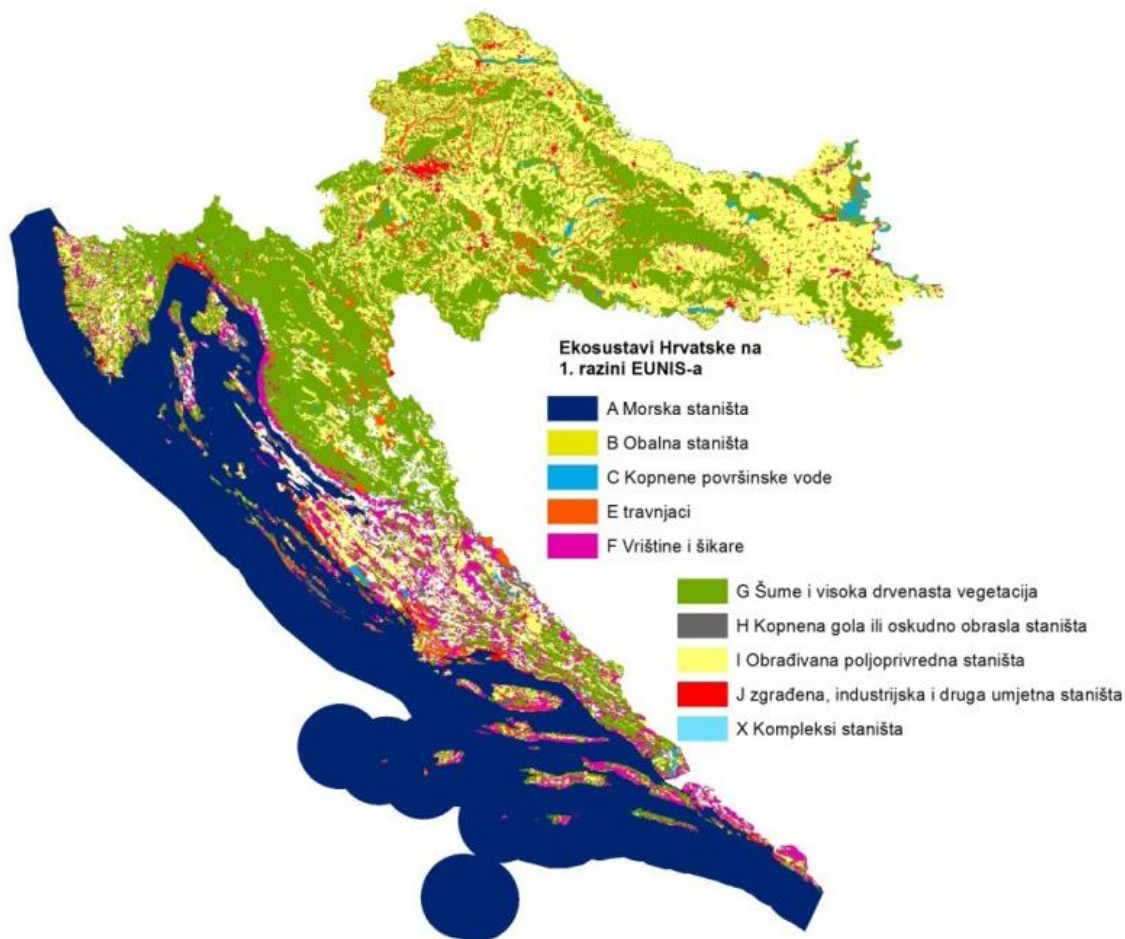 Ekosustavi Hrvatske na
1. razini EUNIS-a
A Morska staništa
B Obalna staništa
C Kopnene površinske vode
E travnjaci
F Vrištine i šikare
G Šume i visoka drvenasta vegetacija
H Kopnena gola ili oskudno obrasla staništa
I Obrađivana poljoprivredna staništa
J zgrađena, industrijska i druga umjetna staništa
X Kompleksi staništa